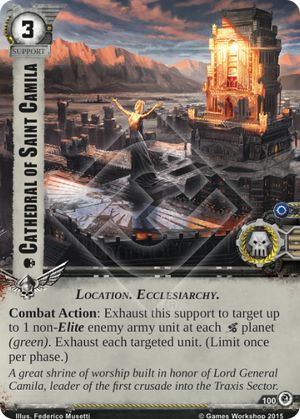 3
SUPPORT
Cathedral of Saint Camila
Location. Ecclesiarchy.
Combat Action: Exhaust this support to target up
to 1 non-Elite enemy army unit at each planet
(green). Exhaust each targeted unit. (Limit once
per phase.)
A great shrine of worship built in honor of Lord General
Camila, leader of the first crusade into the Traxis Sector.
100
Illus. Federico Musetti
© Games Workshop 2015